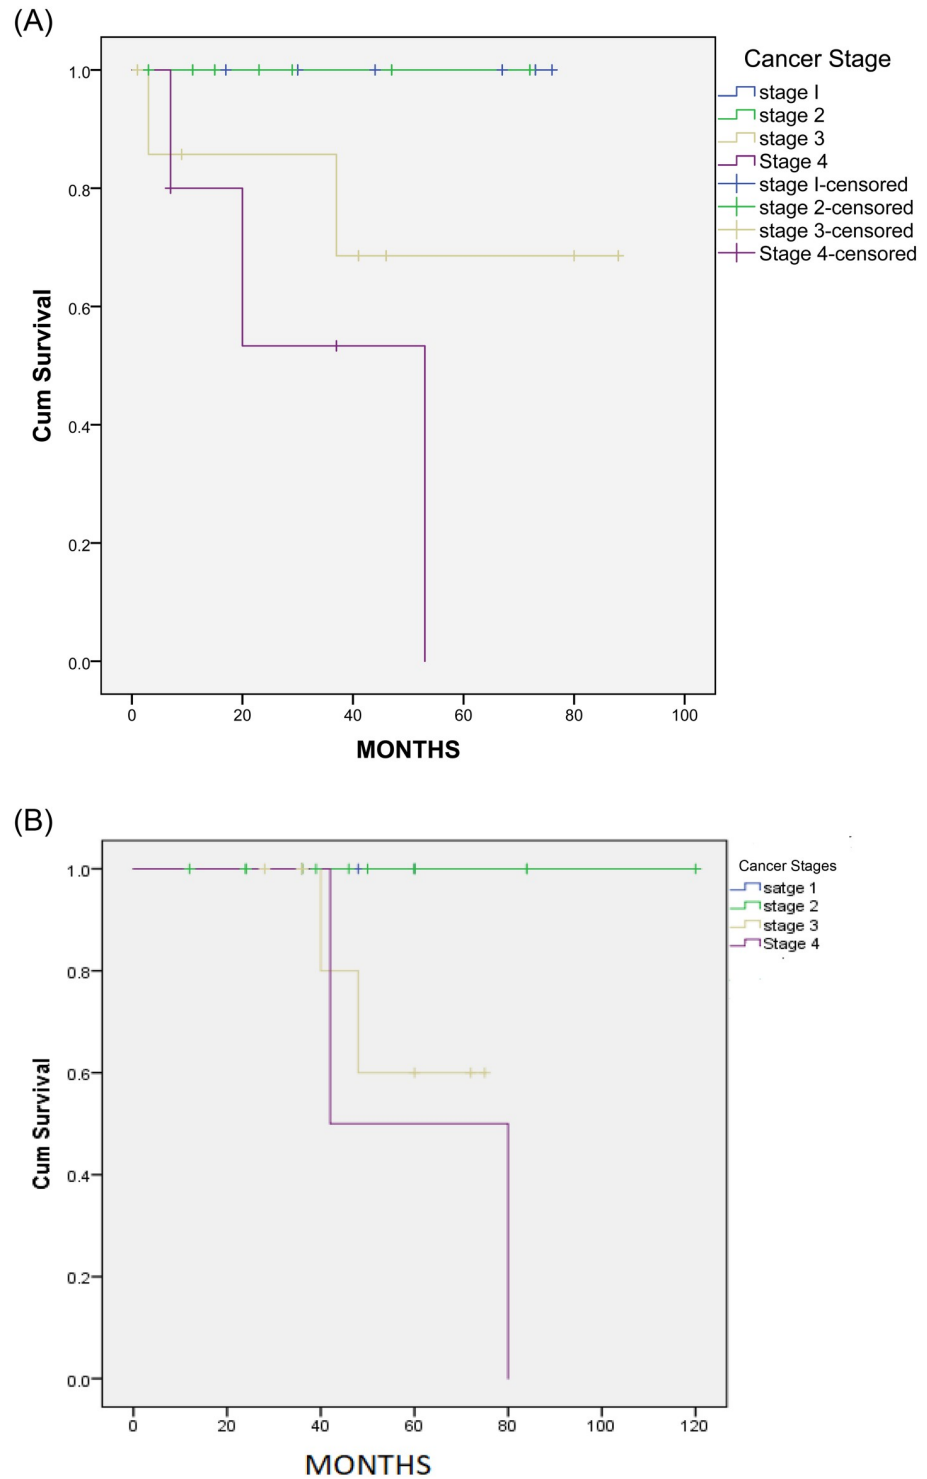 (A)
Cancer Stage
stage I
stage 2
stage 3
Stage 4
stage I-censored
stage 2-censored
stage 3-censored
Stage 4-censored
1.0
0.8
0.6
0.4
0.2
0.0
Cum Survival
0 20 40 60 80 100
MONTHS
(B)
Cancer Stages
satge 1
stage 2
stage 3
Stage 4
1.0
0.8
0.6
0.4
0.2
0.0
Cum Survival
0 20 40 60 80 100 120
MONTHS